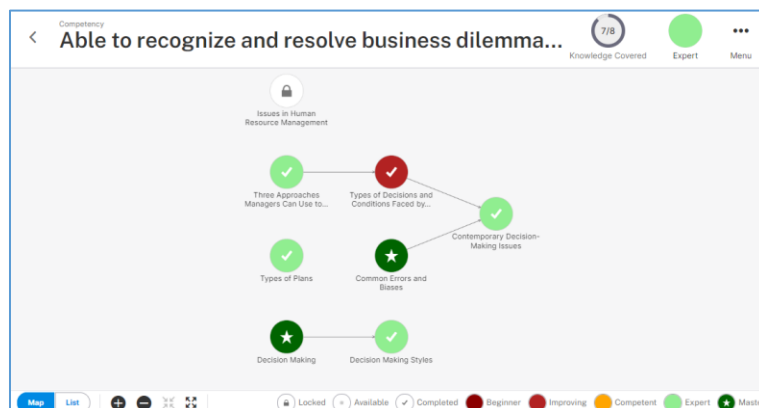 Competency
Able to recognize and resolve business dilemma...
7/8
Knowledge Covered
Expert
Menu
Issues in Human
Resource Management
Three Approaches
Managers Can Use to...
Types of Decisions and
Conditions Faced by...
Contemporary Decision-
Making Issues
Types of Plans
Common Errors and
Biases
Decision Making
Decision Making Styles
Map
List
Locked
Available
Completed
Beginner
Improving
Competent
Expert
Maste